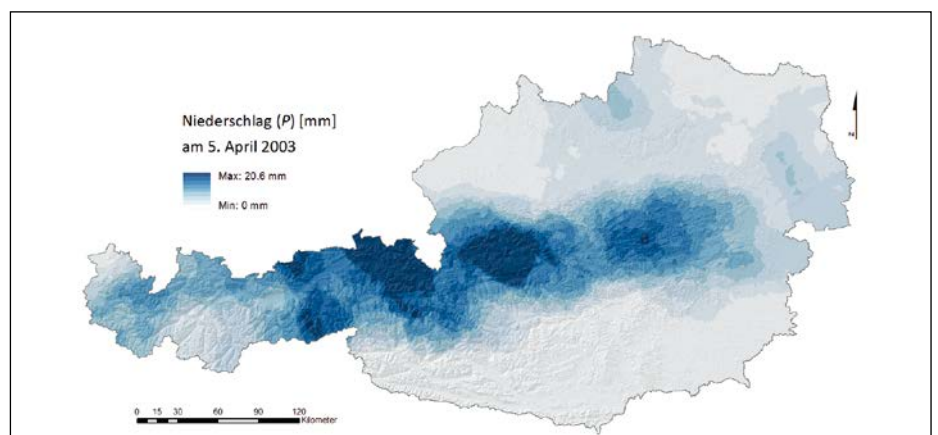 Niederschlag (P) [mm]
am 5. April 2003
Max: 20.6 mm
Min: 0 mm
N
0 15 30 60 90 120
Kilometer